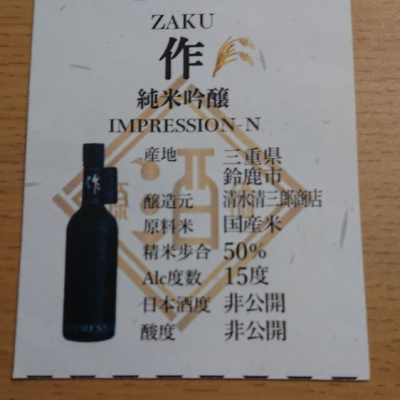 ZAKU
作
純米吟醸
IMPRESSION-N
産地 三重県
鈴鹿市
醸造元 清水清三郎商店
原料米 国産米
精米歩合 50%
Alc度数 15度
日本酒度 非公開
酸度 非公開
酒
作